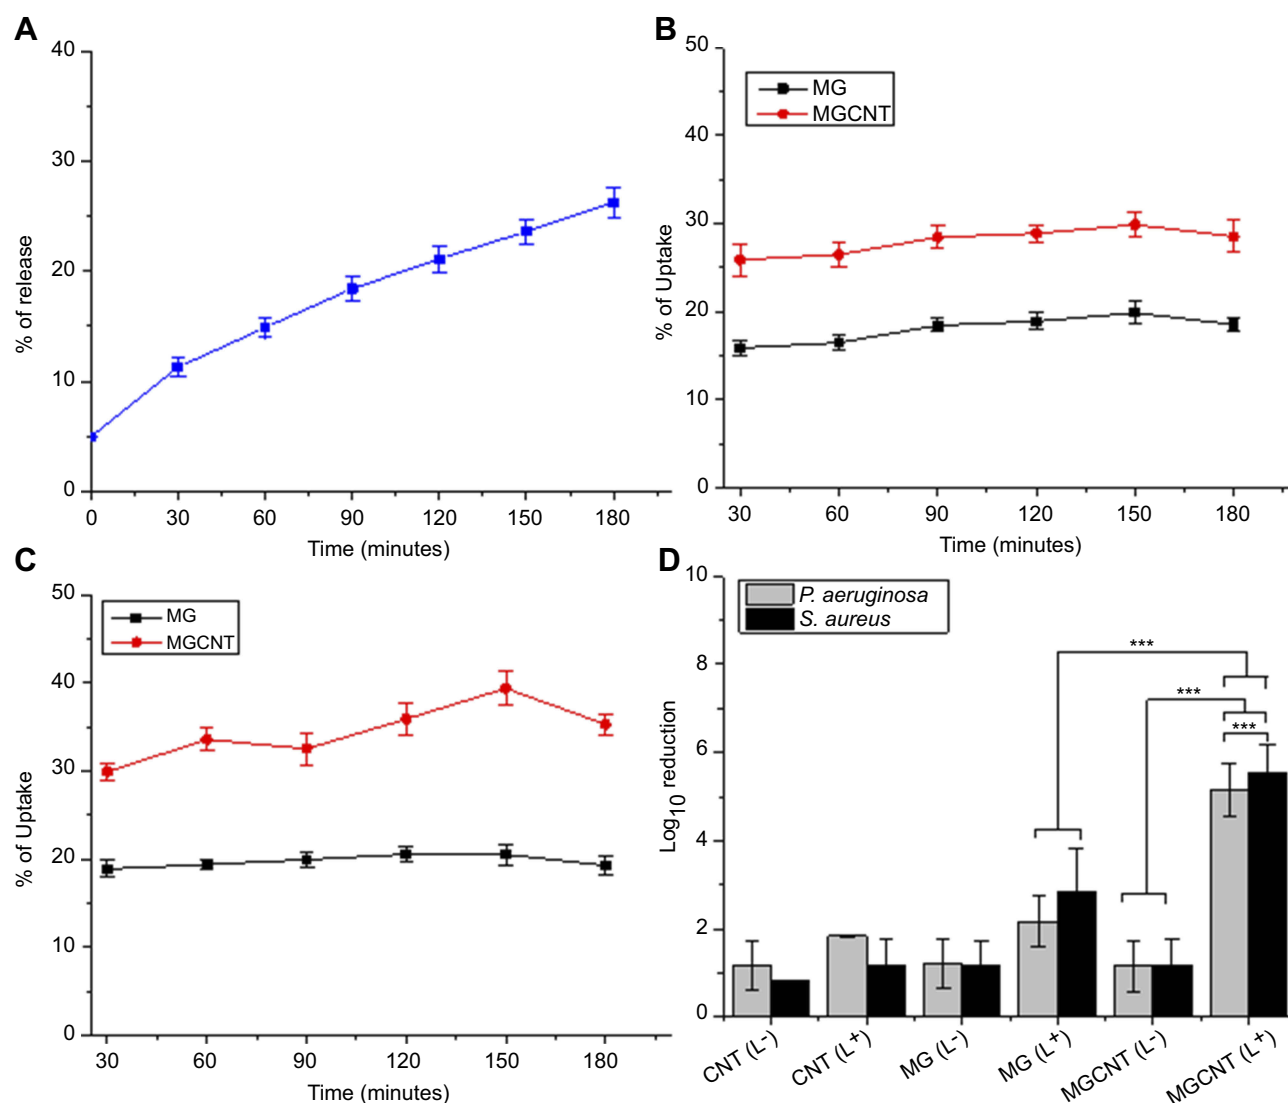 A
40
30
20
10
0
% of release
0 30 60 90 120 150 180
Time (minutes)
B
50
40
30
20
10
0
% of Uptake
MG
MGCNT
30 60 90 120 150 180
Time (minutes)
C
50
40
30
20
10
0
% of Uptake
MG
MGCNT
30 60 90 120 150 180
Time (minutes)
D
10
8
6
4
2
0
Log10 reduction
P. aeruginosa
S. aureus
***
***
***
CNT (L-)
CNT (L+)
MG (L-)
MG (L+)
MGCNT (L-)
MGCNT (L+)